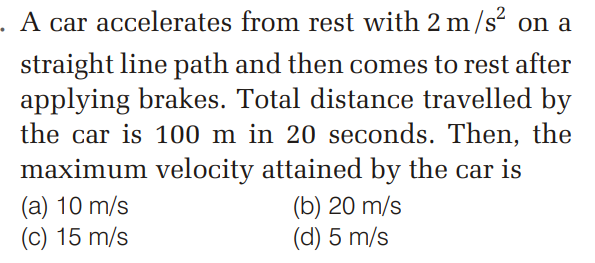 . A car accelerates from rest with 2 m/s² on a
straight line path and then comes to rest after
applying brakes. Total distance travelled by
the car is 100 m in 20 seconds. Then, the
maximum velocity attained by the car is
(a) 10 m/s (b) 20 m/s
(c) 15 m/s (d) 5 m/s